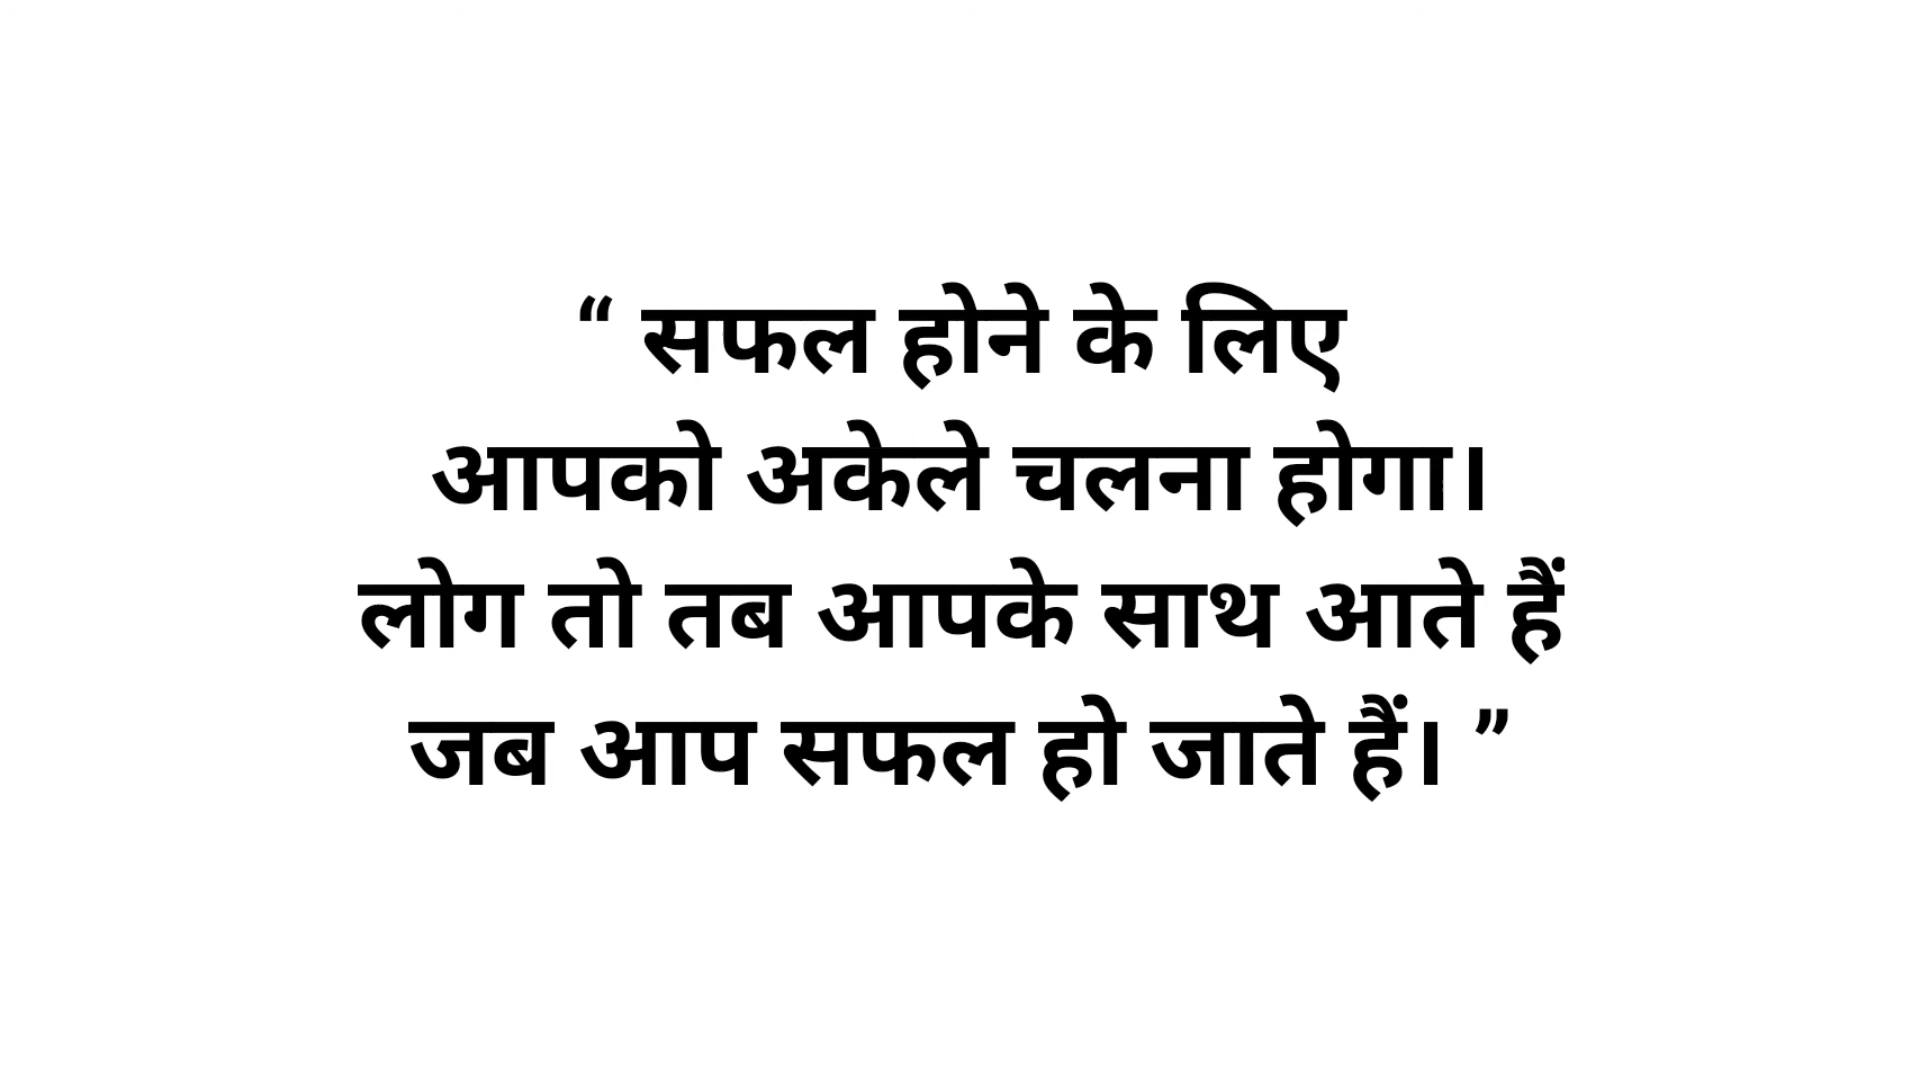 “ सफल होने के लिए
आपको अकेले चलना होगा।
लोग तो तब आपके साथ आते हैं
जब आप सफल हो जाते हैं। ”